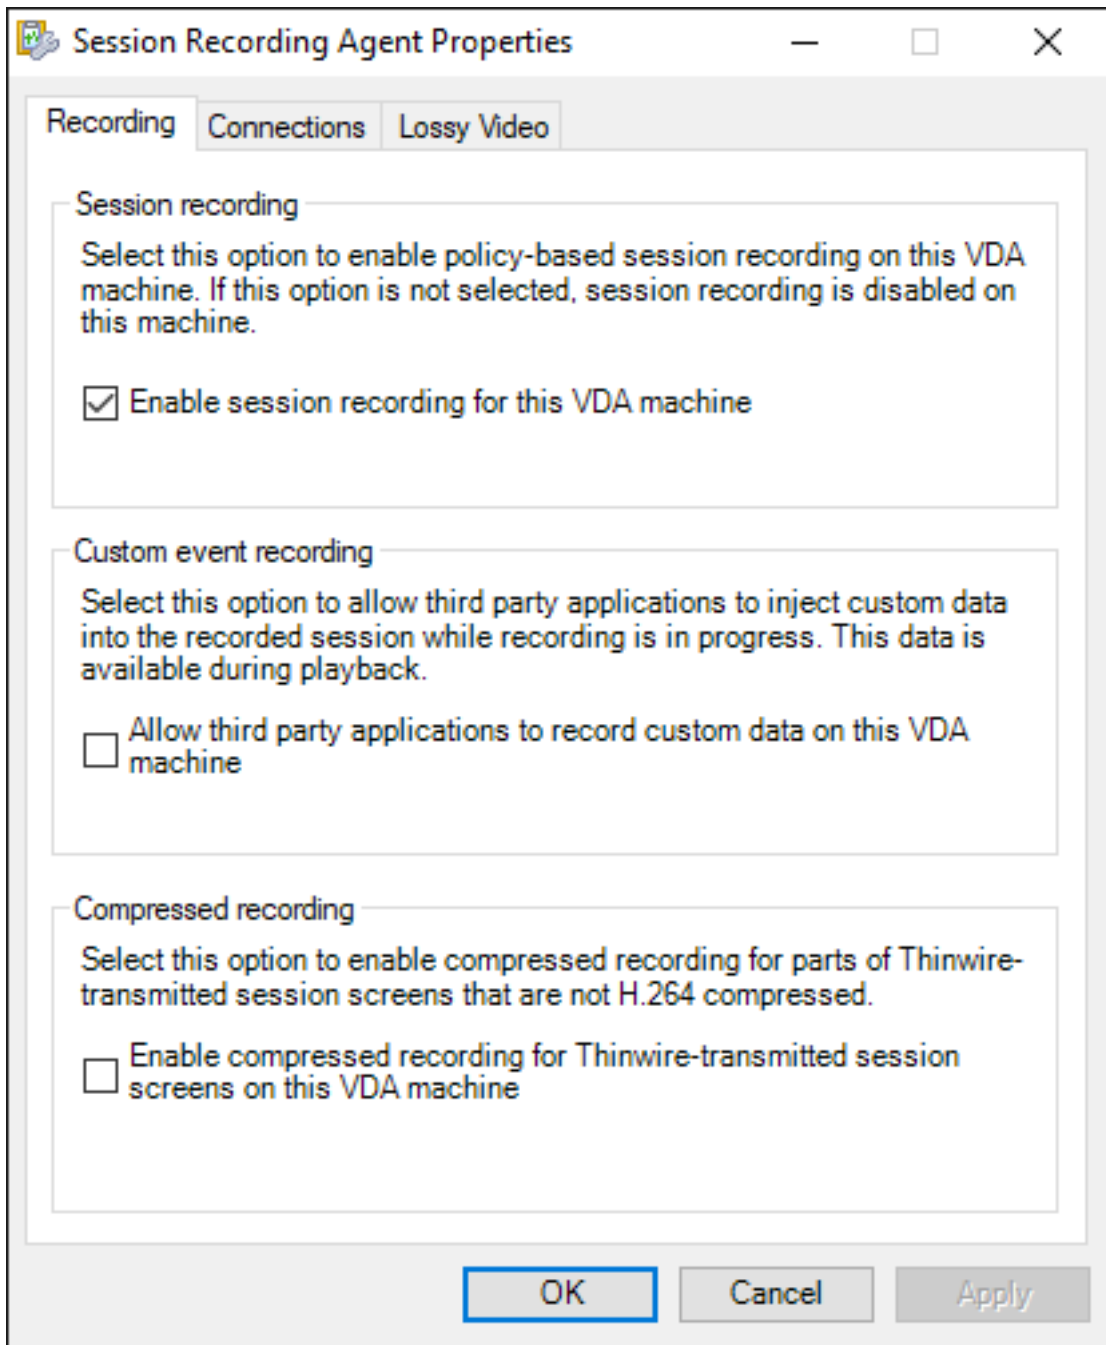 Session Recording Agent Properties
Recording
Connections
Lossy Video
Session recording
Select this option to enable policy-based session recording on this VDA
machine. If this option is not selected, session recording is disabled on
this machine.
Enable session recording for this VDA machine
Custom event recording
Select this option to allow third party applications to inject custom data
into the recorded session while recording is in progress. This data is
available during playback.
Allow third party applications to record custom data on this VDA
machine
Compressed recording
Select this option to enable compressed recording for parts of Thinwire-
transmitted session screens that are not H.264 compressed.
Enable compressed recording for Thinwire-transmitted session
screens on this VDA machine
OK
Cancel
Apply